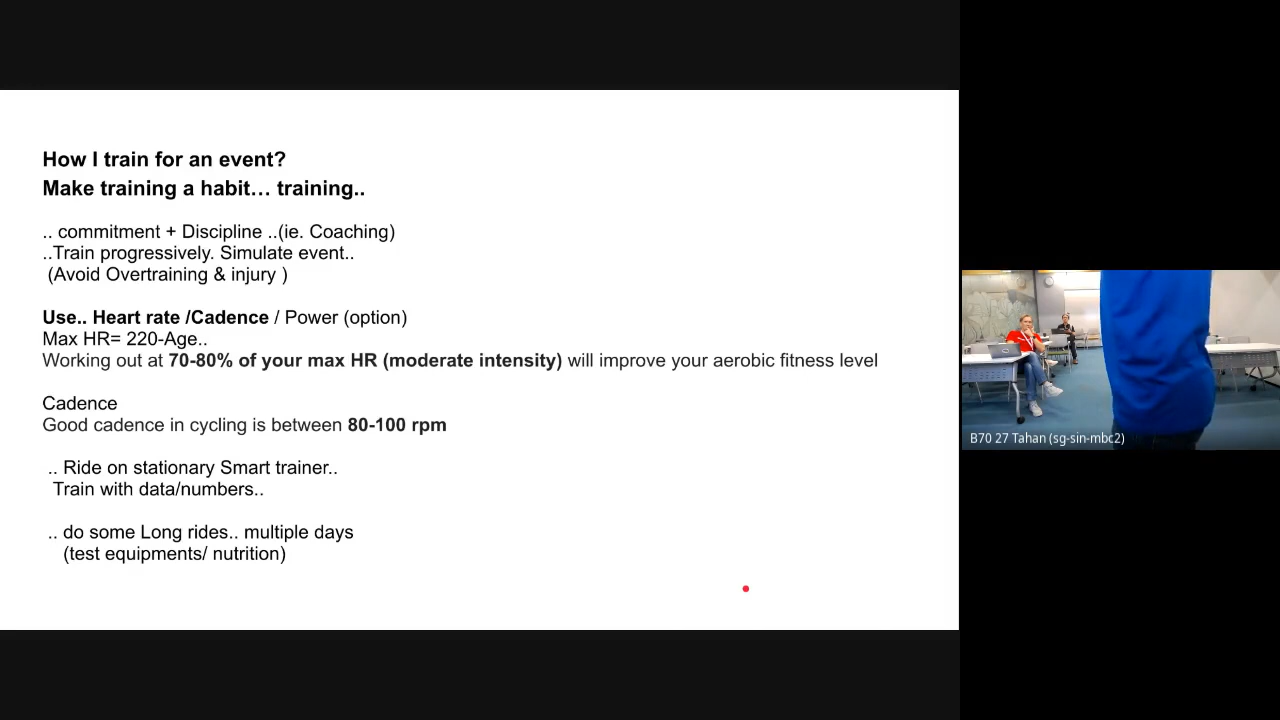 How I train for an event?
Make training a habit… training..
.. commitment + Discipline ..(ie. Coaching)
..Train progressively. Simulate event..
(Avoid Overtraining & injury )
Use.. Heart rate /Cadence / Power (option)
Max HR= 220-Age..
Working out at 70-80% of your max HR (moderate intensity) will improve your aerobic fitness level
Cadence
Good cadence in cycling is between 80-100 rpm
.. Ride on stationary Smart trainer..
Train with data/numbers..
.. do some Long rides.. multiple days
(test equipments/ nutrition)
B70 27 Tahan (sg-sin-mbc2)